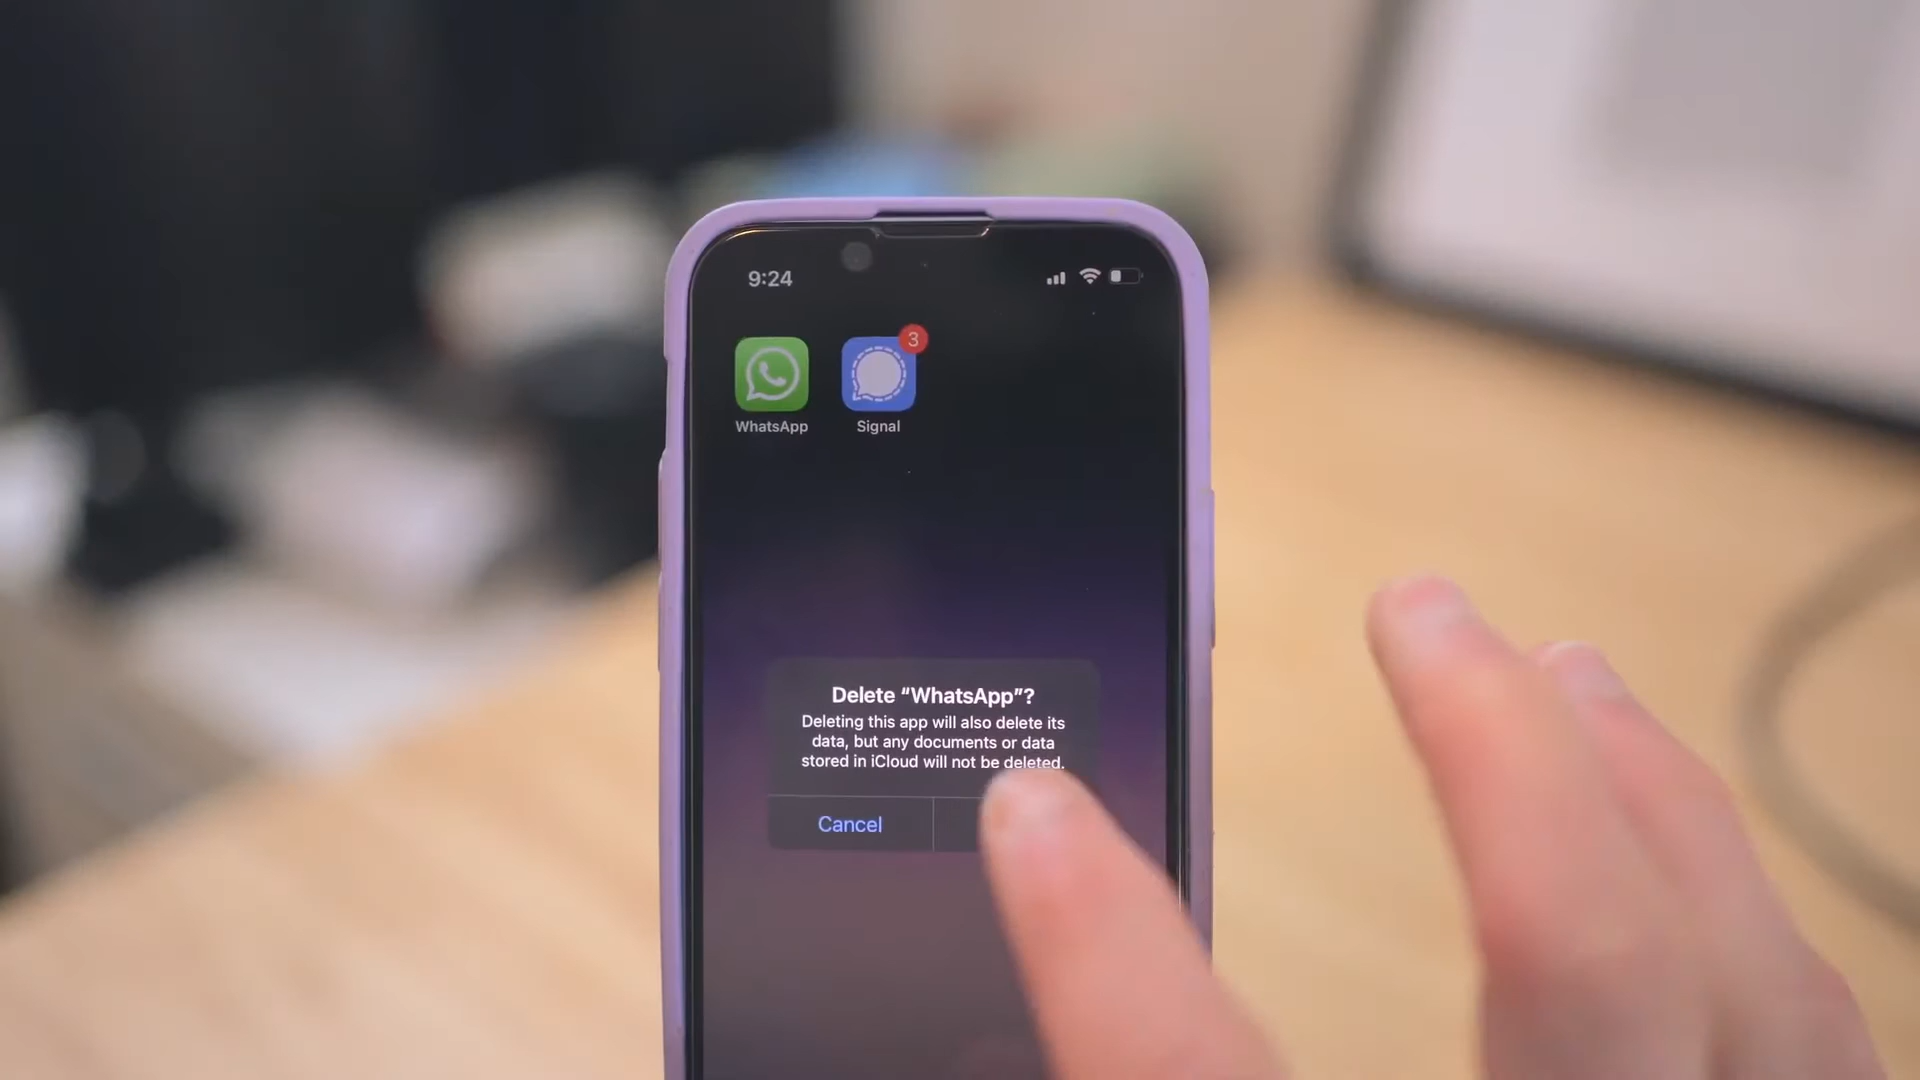 9:24
3
WhatsApp
Signal
Delete “WhatsApp”?
Deleting this app will also delete its
data, but any documents or data
stored in iCloud will not be deleted.
Cancel